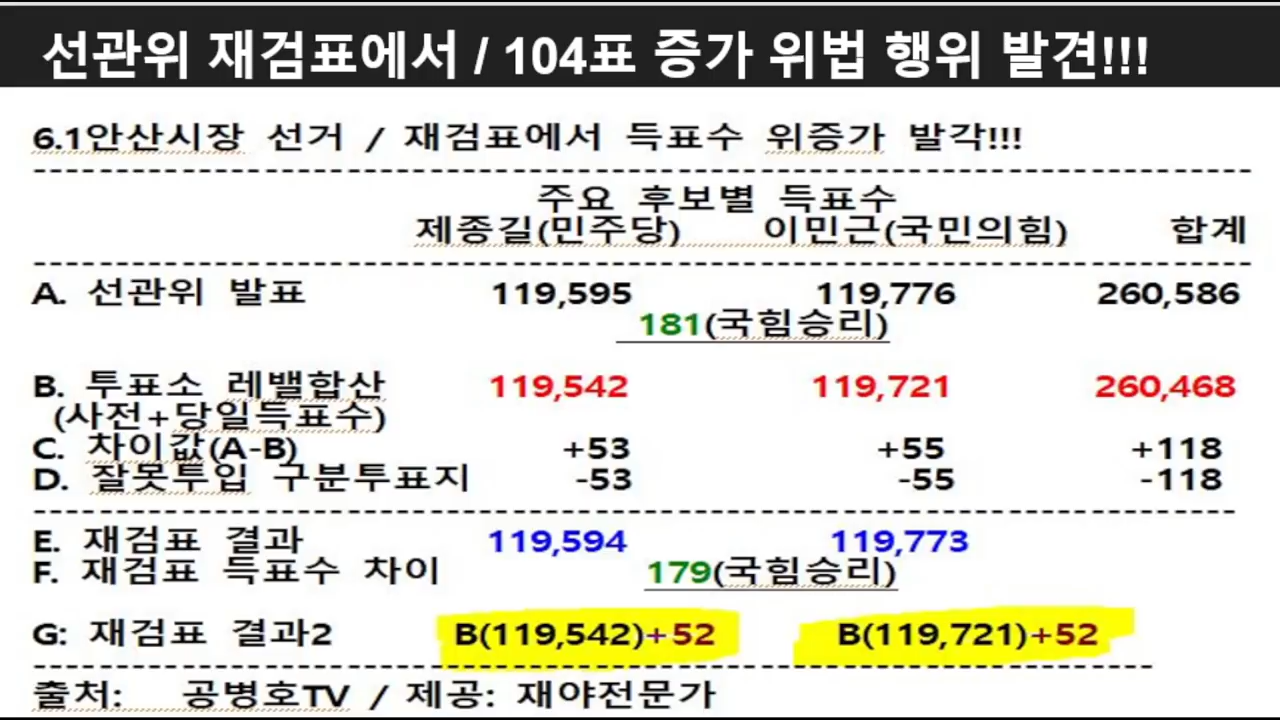 선관위 재검표에서 / 104표 증가 위법 행위 발견!!!
6.1안산시장 선거 / 재검표에서 득표수 위증가 발각!!!
주요 후보별 득표수
제종길(민주당) 이민근(국민의힘) 합계
A. 선관위 발표 119,595 119,776 260,586
181(국힘승리)
B. 투표소 레밸합산 119,542 119,721 260,468
(사전+당일득표수)
C. 차이값(A-B) +53 +55 +118
D. 잘못투입 구분투표지 -53 -55 -118
E. 재검표 결과 119,594 119,773
F. 재검표 득표수 차이 179(국힘승리)
G: 재검표 결과2 B(119,542)+52 B(119,721)+52
출처: 공병호TV / 제공: 재야전문가